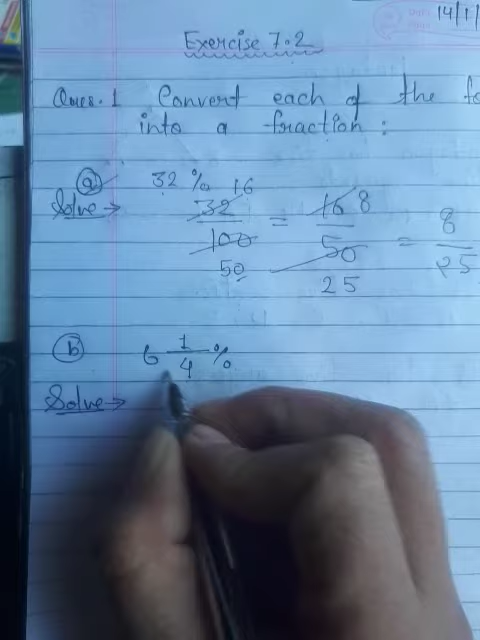 14/1/
Exercise 7.2
Ques. 1 Convert each of the fo
into a fraction :
(a) 32 %
Solve → 32/100 16 50 = 16/50 8 25 = 8/25
(b) 6 1/4 %
Solve →